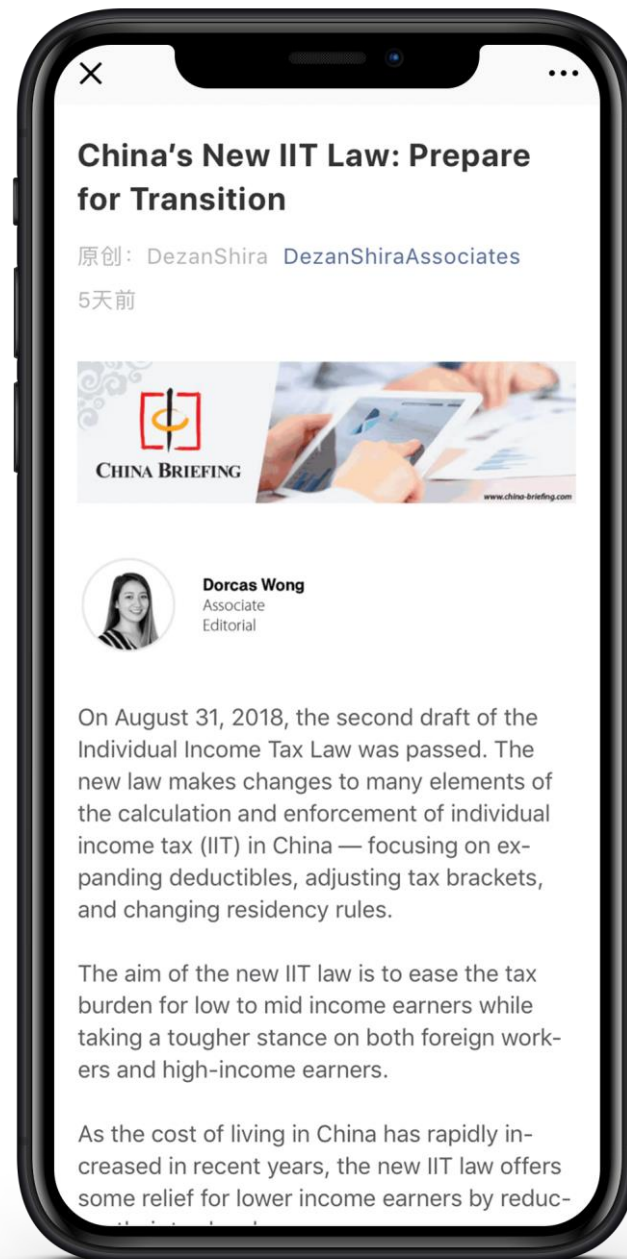 China's New IIT Law: Prepare
for Transition
原创: DezanShira DezanShiraAssociates
5天前
CHINA BRIEFING
www.china-briefing.com
Dorcas Wong
Associate
Editorial
On August 31, 2018, the second draft of the
Individual Income Tax Law was passed. The
new law makes changes to many elements of
the calculation and enforcement of individual
income tax (IIT) in China — focusing on ex-
panding deductibles, adjusting tax brackets,
and changing residency rules.
The aim of the new IIT law is to ease the tax
burden for low to mid income earners while
taking a tougher stance on both foreign work-
ers and high-income earners.
As the cost of living in China has rapidly in-
creased in recent years, the new IIT law offers
some relief for lower income earners by reduc-